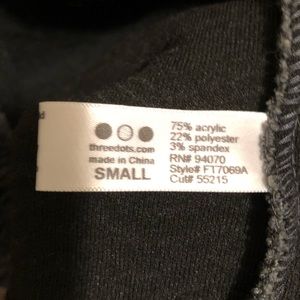 threedots.com
made in China
SMALL
75% acrylic
22% polyester
3% spandex
RN# 94070
Style# FT7069A
Cut# 55215